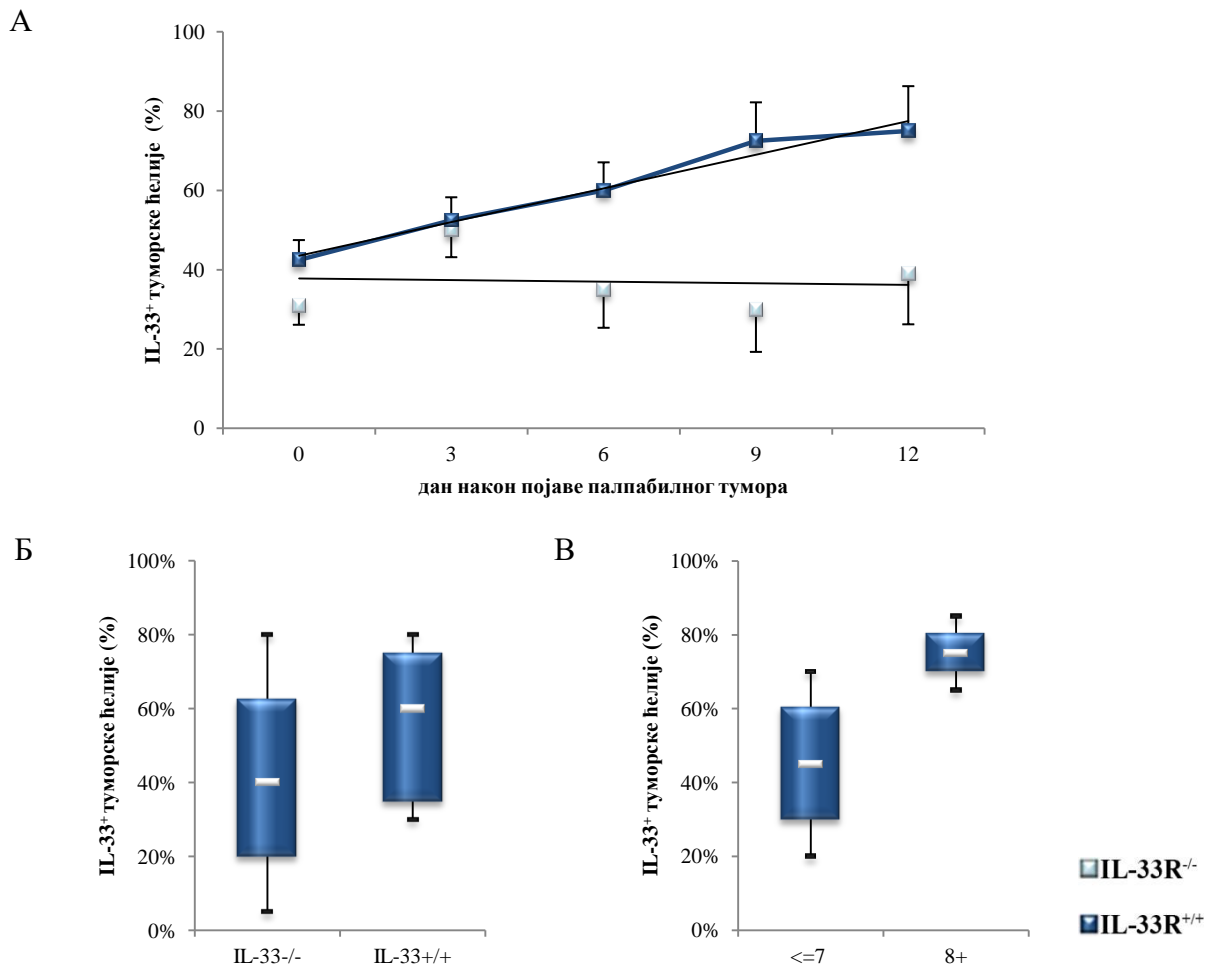 А
100
80
60
40
20
0
IL-33⁺ туморске ћелије (%)
0 3 6 9 12
дан након појаве палпабилног тумора
Б
100%
80%
60%
40%
20%
0%
IL-33⁺ туморске ћелије (%)
IL-33-/- IL-33+/+
В
100%
80%
60%
40%
20%
0%
IL-33⁺ туморске ћелије (%)
<=7 8+
IL-33R⁻/⁻
IL-33R⁺/⁺